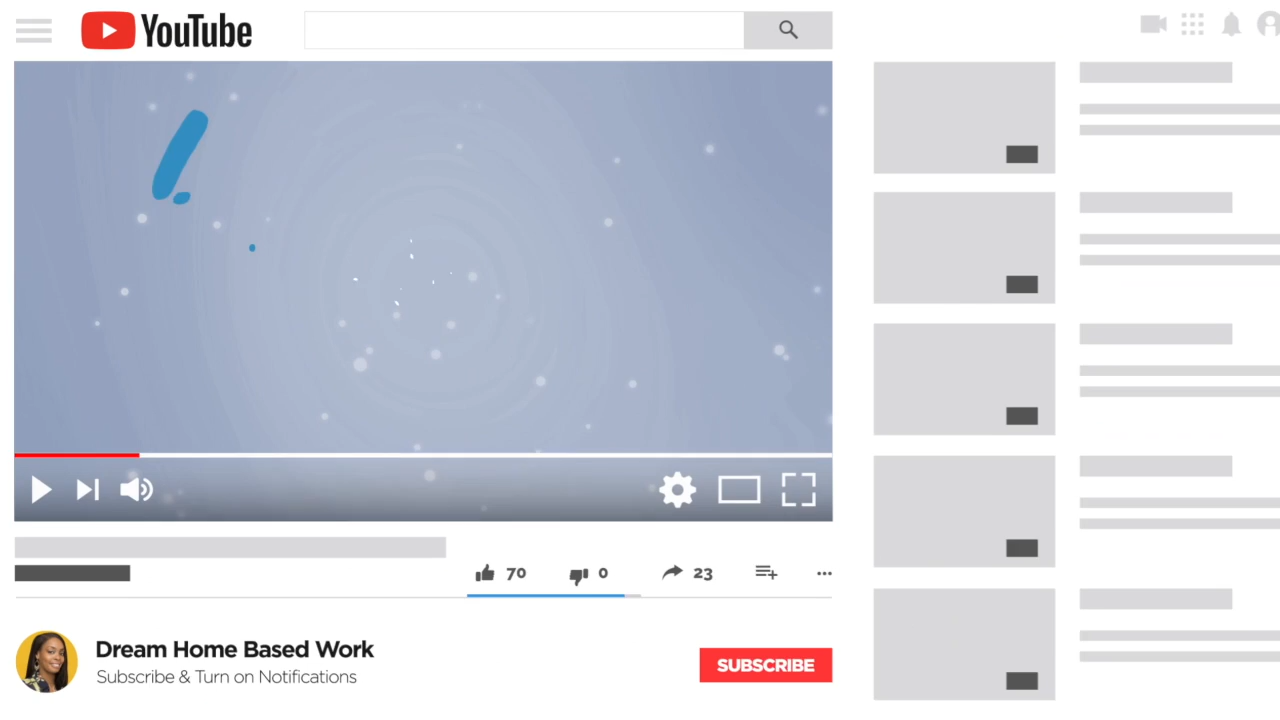 YouTube
70
0
23
Dream Home Based Work
Subscribe & Turn on Notifications
SUBSCRIBE